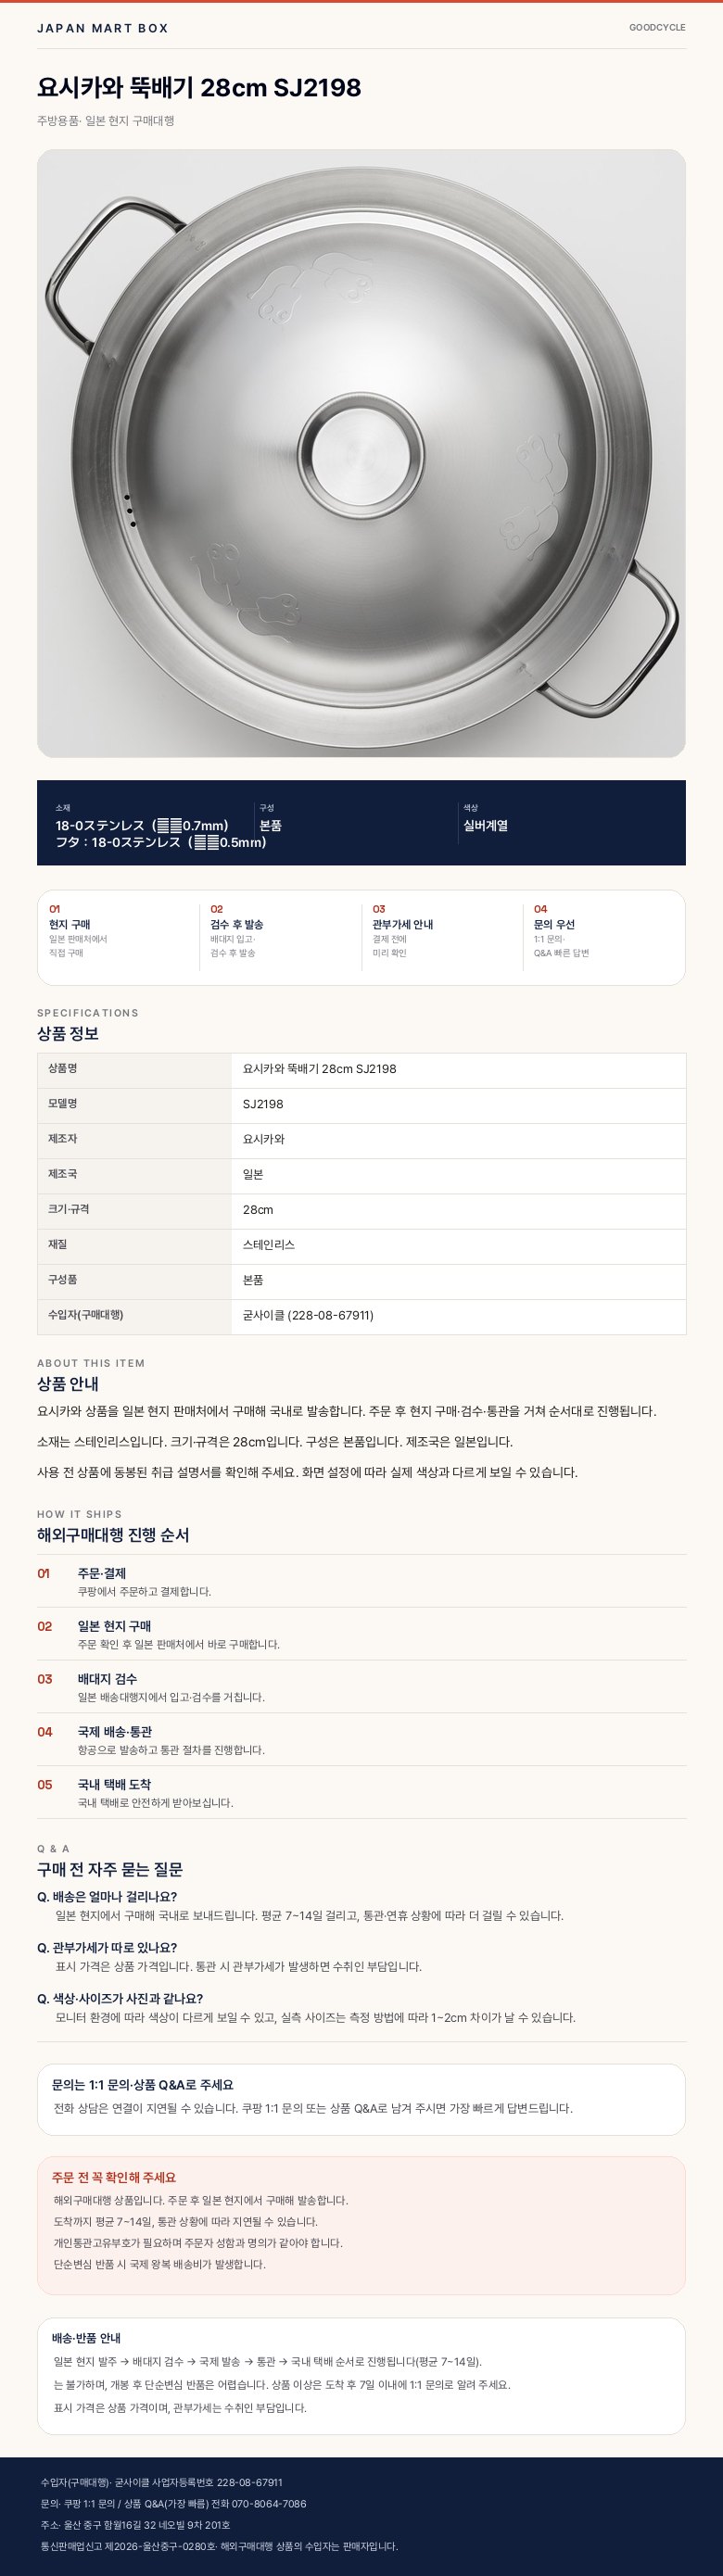 JAPAN MART BOX
GOODCYCLE
요시카와 뚝배기 28cm SJ2198
주방용품· 일본 현지 구매대행
소재
18-0ステンレス（0.7mm）
フタ：18-0ステンレス（0.5mm）
구성
본품
색상
실버계열
01
현지 구매
일본 판매처에서
직접 구매
02
검수 후 발송
배대지 입고·
검수 후 발송
03
관부가세 안내
결제 전에
미리 확인
04
문의 우선
1:1 문의·
Q&A 빠른 답변
SPECIFICATIONS
상품 정보
상품명 요시카와 뚝배기 28cm SJ2198
모델명 SJ2198
제조자 요시카와
제조국 일본
크기·규격 28cm
재질 스테인리스
구성품 본품
수입자(구매대행) 굳사이클 (228-08-67911)
ABOUT THIS ITEM
상품 안내
요시카와 상품을 일본 현지 판매처에서 구매해 국내로 발송합니다. 주문 후 현지 구매·검수·통관을 거쳐 순서대로 진행됩니다.
소재는 스테인리스입니다. 크기·규격은 28cm입니다. 구성은 본품입니다. 제조국은 일본입니다.
사용 전 상품에 동봉된 취급 설명서를 확인해 주세요. 화면 설정에 따라 실제 색상과 다르게 보일 수 있습니다.
HOW IT SHIPS
해외구매대행 진행 순서
01 주문·결제
쿠팡에서 주문하고 결제합니다.
02 일본 현지 구매
주문 확인 후 일본 판매처에서 바로 구매합니다.
03 배대지 검수
일본 배송대행지에서 입고·검수를 거칩니다.
04 국제 배송·통관
항공으로 발송하고 통관 절차를 진행합니다.
05 국내 택배 도착
국내 택배로 안전하게 받아보십니다.
Q & A
구매 전 자주 묻는 질문
Q. 배송은 얼마나 걸리나요?
일본 현지에서 구매해 국내로 보내드립니다. 평균 7~14일 걸리고, 통관·연휴 상황에 따라 더 걸릴 수 있습니다.
Q. 관부가세가 따로 있나요?
표시 가격은 상품 가격입니다. 통관 시 관부가세가 발생하면 수취인 부담입니다.
Q. 색상·사이즈가 사진과 같나요?
모니터 환경에 따라 색상이 다르게 보일 수 있고, 실측 사이즈는 측정 방법에 따라 1~2cm 차이가 날 수 있습니다.
문의는 1:1 문의·상품 Q&A로 주세요
전화 상담은 연결이 지연될 수 있습니다. 쿠팡 1:1 문의 또는 상품 Q&A로 남겨 주시면 가장 빠르게 답변드립니다.
주문 전 꼭 확인해 주세요
해외구매대행 상품입니다. 주문 후 일본 현지에서 구매해 발송합니다.
도착까지 평균 7~14일, 통관 상황에 따라 지연될 수 있습니다.
개인통관고유부호가 필요하며 주문자 성함과 명의가 같아야 합니다.
단순변심 반품 시 국제 왕복 배송비가 발생합니다.
배송·반품 안내
일본 현지 발주 → 배대지 검수 → 국제 발송 → 통관 → 국내 택배 순서로 진행됩니다(평균 7~14일).
는 불가하며, 개봉 후 단순변심 반품은 어렵습니다. 상품 이상은 도착 후 7일 이내에 1:1 문의로 알려 주세요.
표시 가격은 상품 가격이며, 관부가세는 수취인 부담입니다.
수입자(구매대행)· 굳사이클 사업자등록번호 228-08-67911
문의· 쿠팡 1:1 문의 / 상품 Q&A(가장 빠름) 전화 070-8064-7086
주소· 울산 중구 함월16길 32 네오빌 9차 201호
통신판매업신고 제2026-울산중구-0280호· 해외구매대행 상품의 수입자는 판매자입니다.